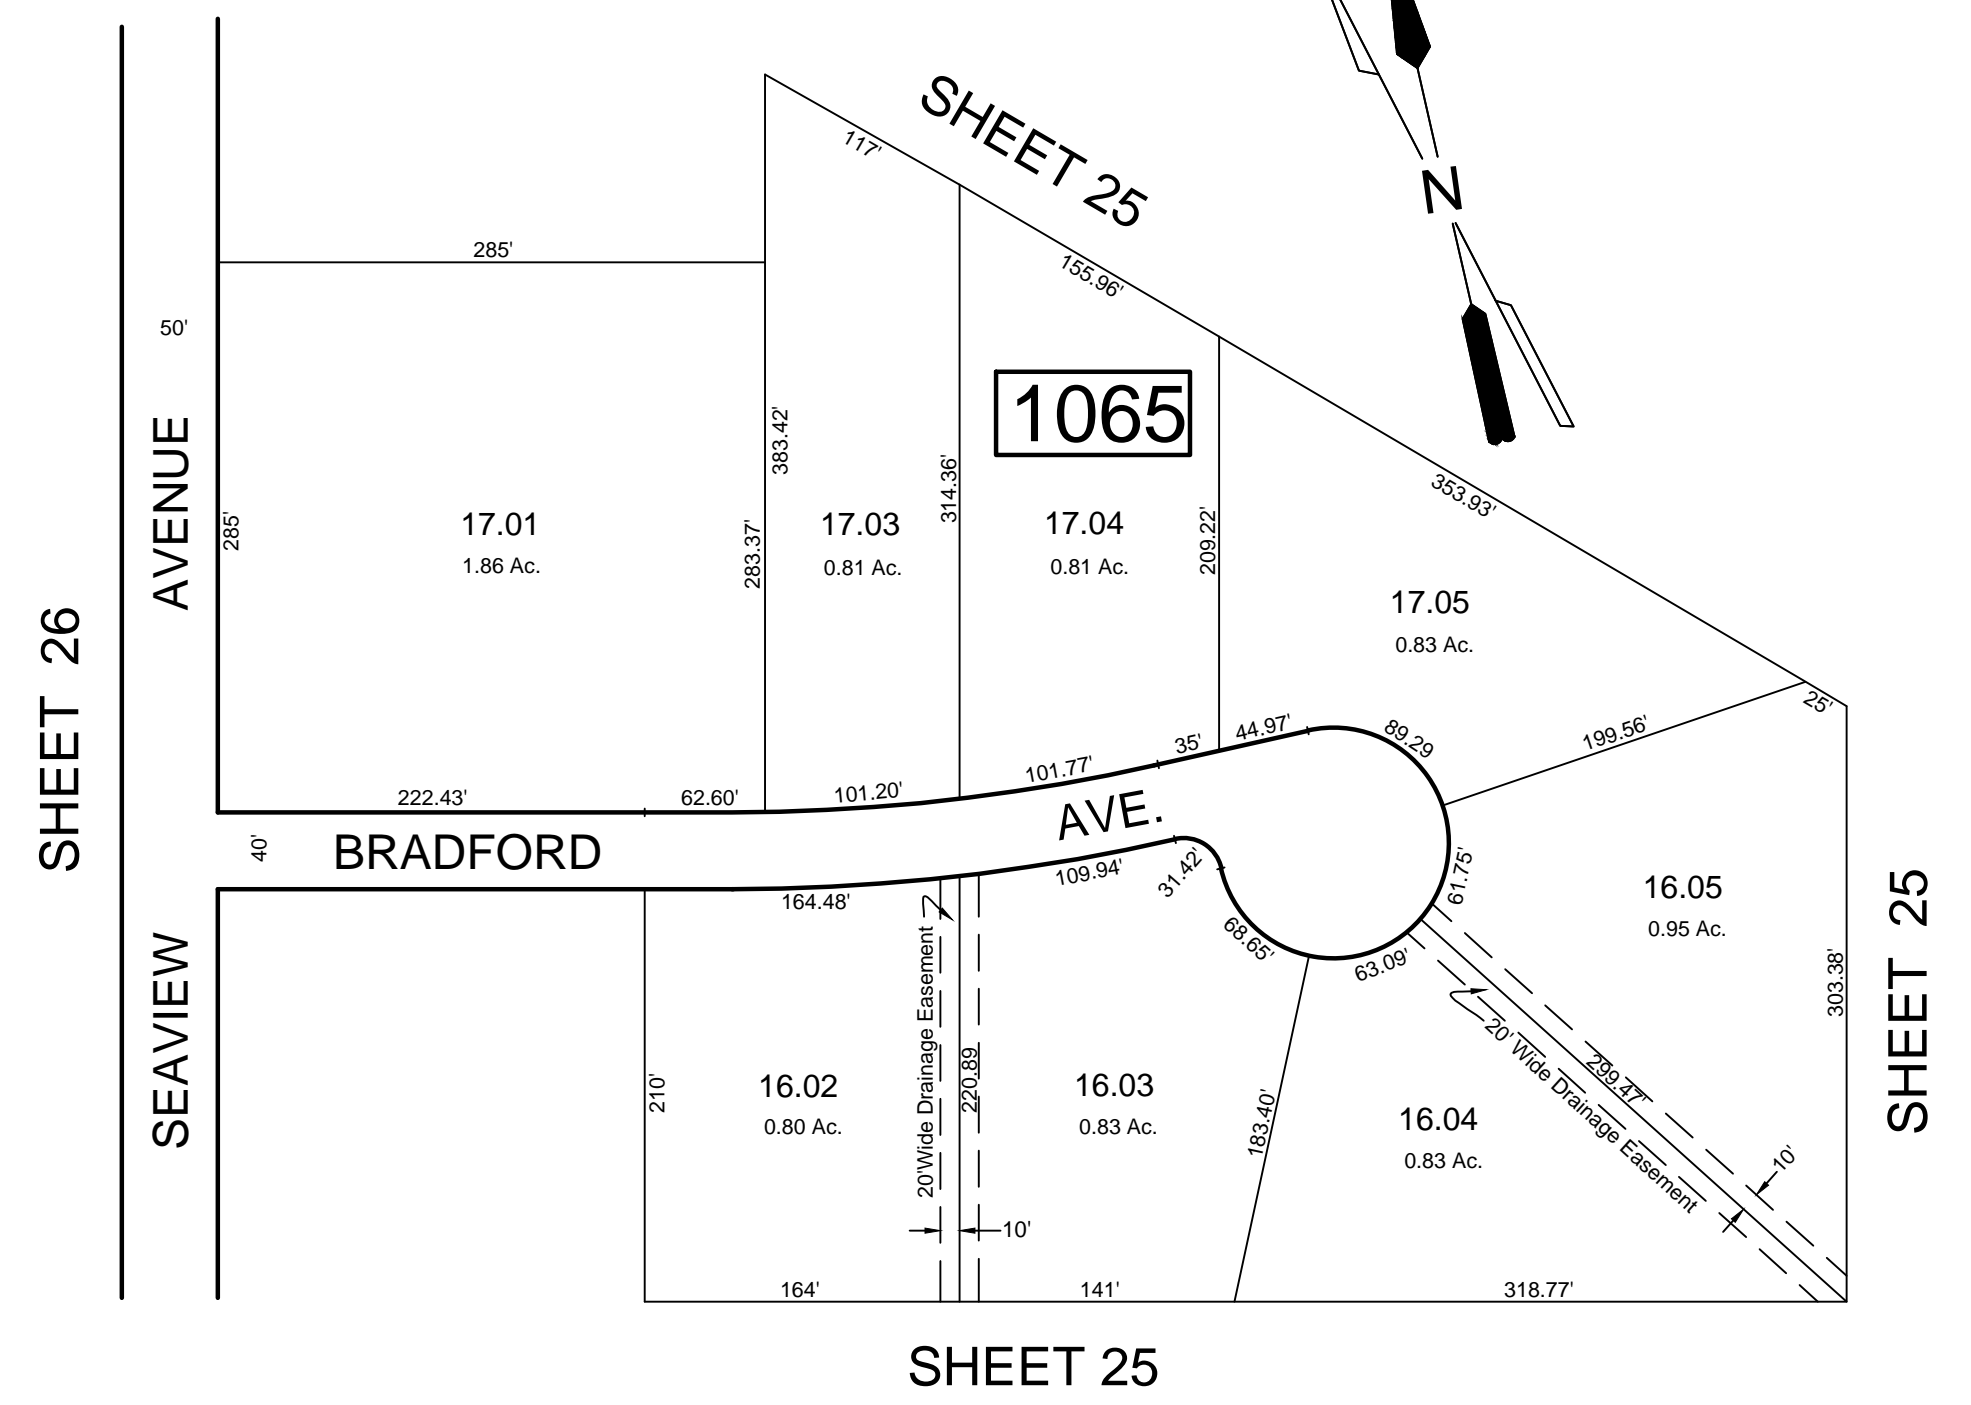 SHEET 25
N
117'
155.96'
285'
50'
1065
383.42'
314.36'
353.93'
AVENUE
285'
283.37'
209.22'
17.01
1.86 Ac.
17.03
0.81 Ac.
17.04
0.81 Ac.
17.05
0.83 Ac.
SHEET 26
25'
199.56'
44.97'
89.29
35'
101.77'
101.20'
222.43'
62.60'
40'
BRADFORD
AVE.
109.94'
31.42'
61.75'
164.48'
68.65'
63.09'
16.05
0.95 Ac.
303.38'
SHEET 25
SEAVIEW
210'
16.02
0.80 Ac.
20'Wide Drainage Easement
220.89
16.03
0.83 Ac.
183.40'
16.04
0.83 Ac.
299.47'
20' Wide Drainage Easement
10'
10'
164'
141'
318.77'
SHEET 25